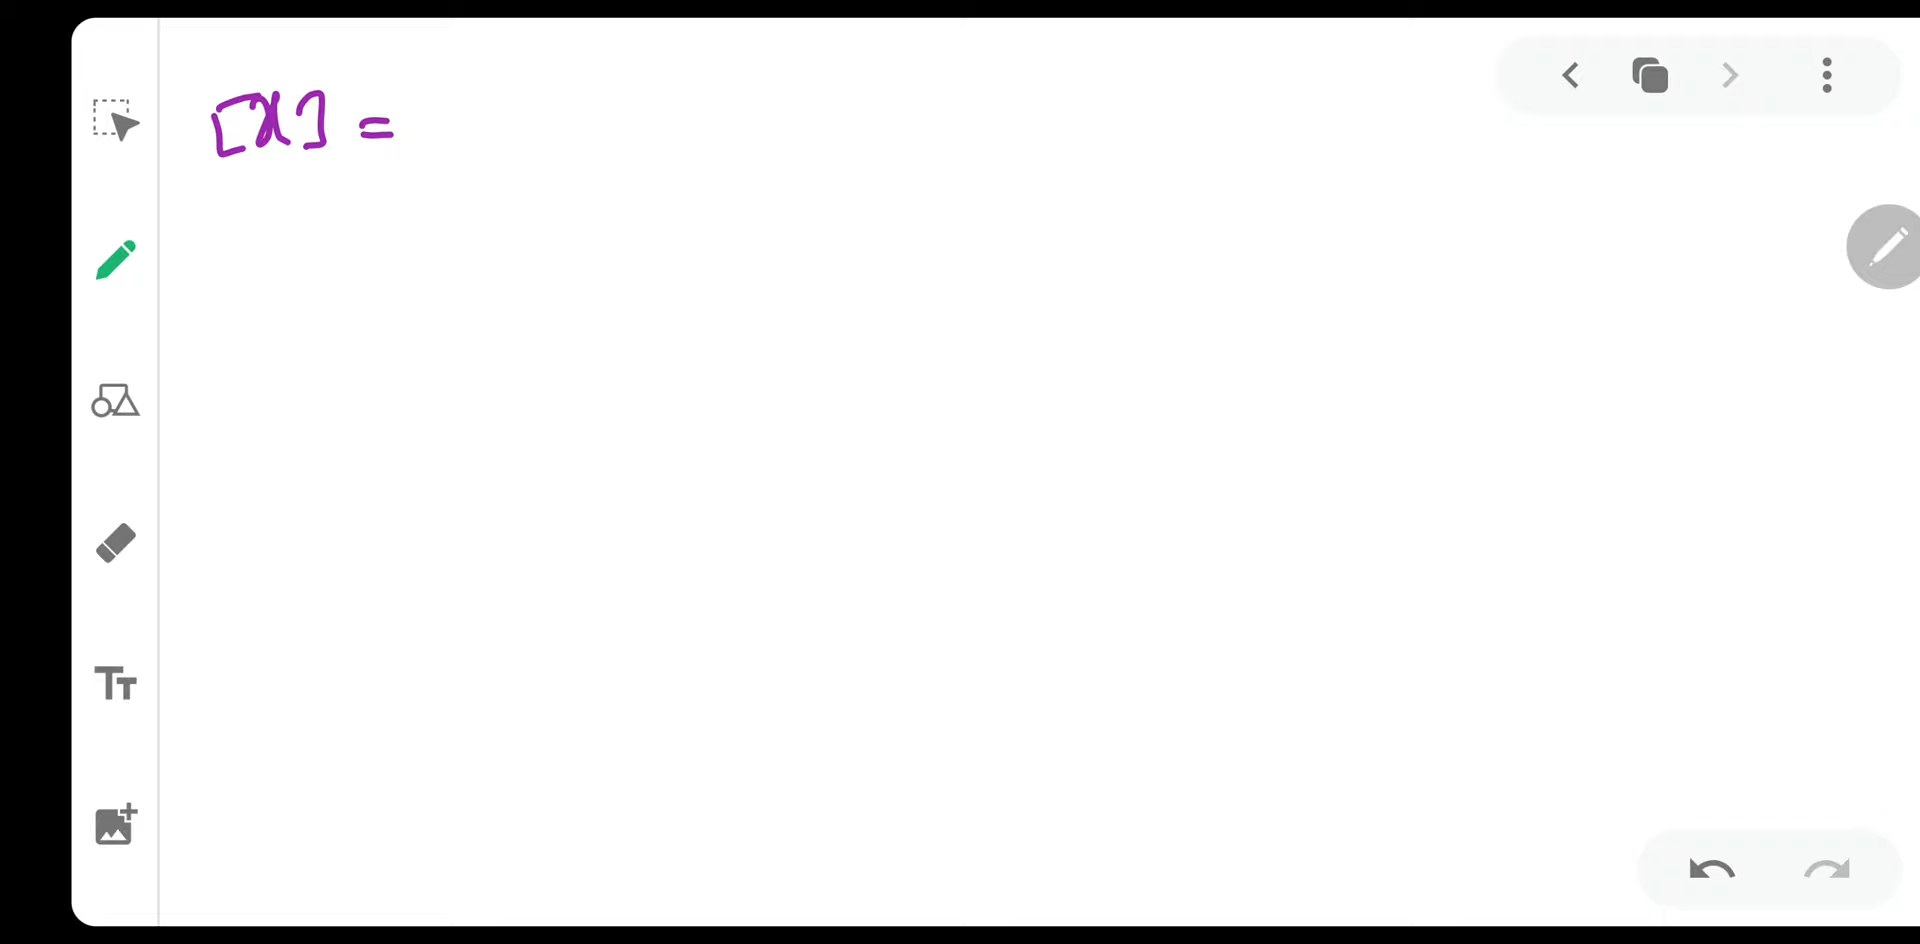 [x] =